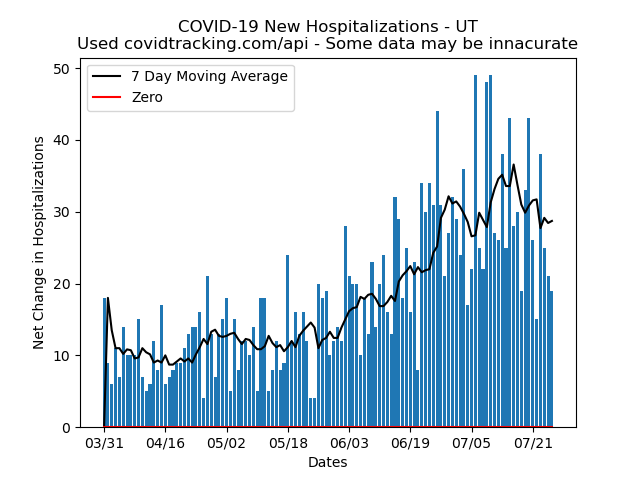 COVID-19 New Hospitalizations - UT
Used covidtracking.com/api - Some data may be innacurate
7 Day Moving Average
Zero
50
40
30
20
10
0
Net Change in Hospitalizations
03/31 04/16 05/02 05/18 06/03 06/19 07/05 07/21
Dates